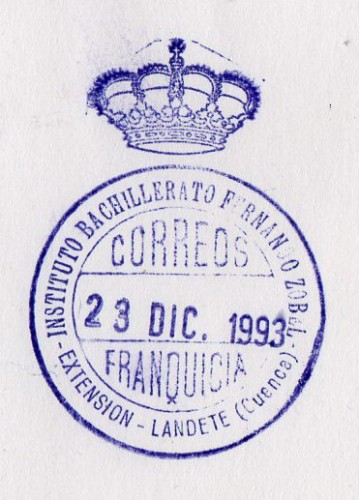 INSTITUTO BACHILLERATO FERNANDO ZOBEL
CORREOS
23 DIC. 1993
FRANQUICIA
- EXTENSION - LANDETE (Cuenca)